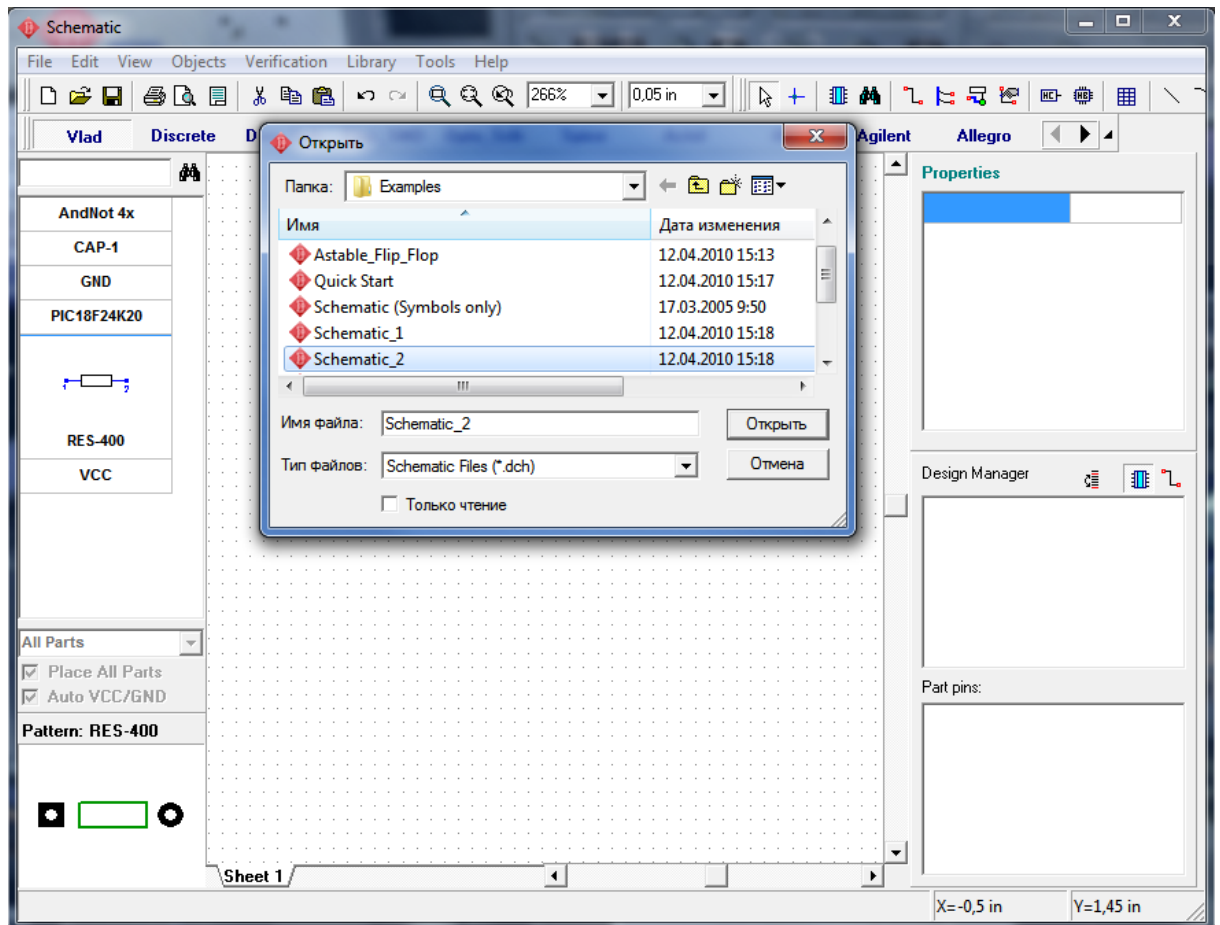 Schematic
File Edit View Objects Verification Library Tools Help
266% 0,05 in
Vlad Discrete D Agilent Allegro
Открыть
Папка: Examples
Имя Дата изменения
Astable_Flip_Flop 12.04.2010 15:13
Quick Start 12.04.2010 15:17
Schematic (Symbols only) 17.03.2005 9:50
Schematic_1 12.04.2010 15:18
Schematic_2 12.04.2010 15:18
Имя файла: Schematic_2 Открыть
Тип файлов: Schematic Files (*.dch) Отмена
Только чтение
AndNot 4x
CAP-1
GND
PIC18F24K20
1 2
RES-400
VCC
All Parts
Place All Parts
Auto VCC/GND
Pattern: RES-400
Sheet 1
Properties
Design Manager
Part pins:
X=-0,5 in Y=1,45 in